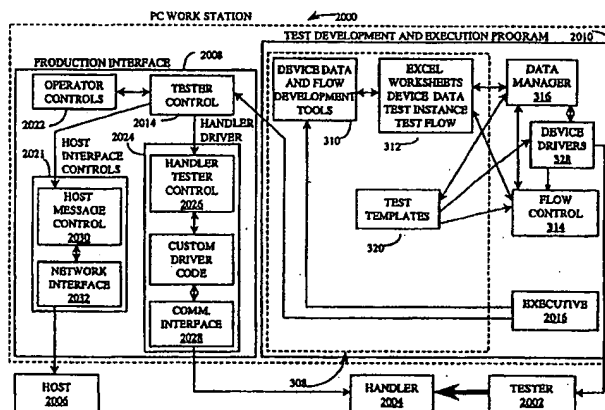 PC WORK STATION
2000
TEST DEVELOPMENT AND EXECUTION PROGRAM
2010
PRODUCTION INTERFACE
2008
OPERATOR CONTROLS
2022
TESTER CONTROL
2014
2024
HANDLER DRIVER
HOST INTERFACE CONTROLS
2021
HOST MESSAGE CONTROL
2030
NETWORK INTERFACE
2032
HANDLER TESTER CONTROL
2026
CUSTOM DRIVER CODE
COMM. INTERFACE
2028
DEVICE DATA AND FLOW DEVELOPMENT TOOLS
310
EXCEL WORKSHEETS DEVICE DATA TEST INSTANCE TEST FLOW
312
DATA MANAGER
316
DEVICE DRIVERS
328
FLOW CONTROL
314
TEST TEMPLATES
320
EXECUTIVE
2016
308
HOST
2006
HANDLER
2004
TESTER
2002